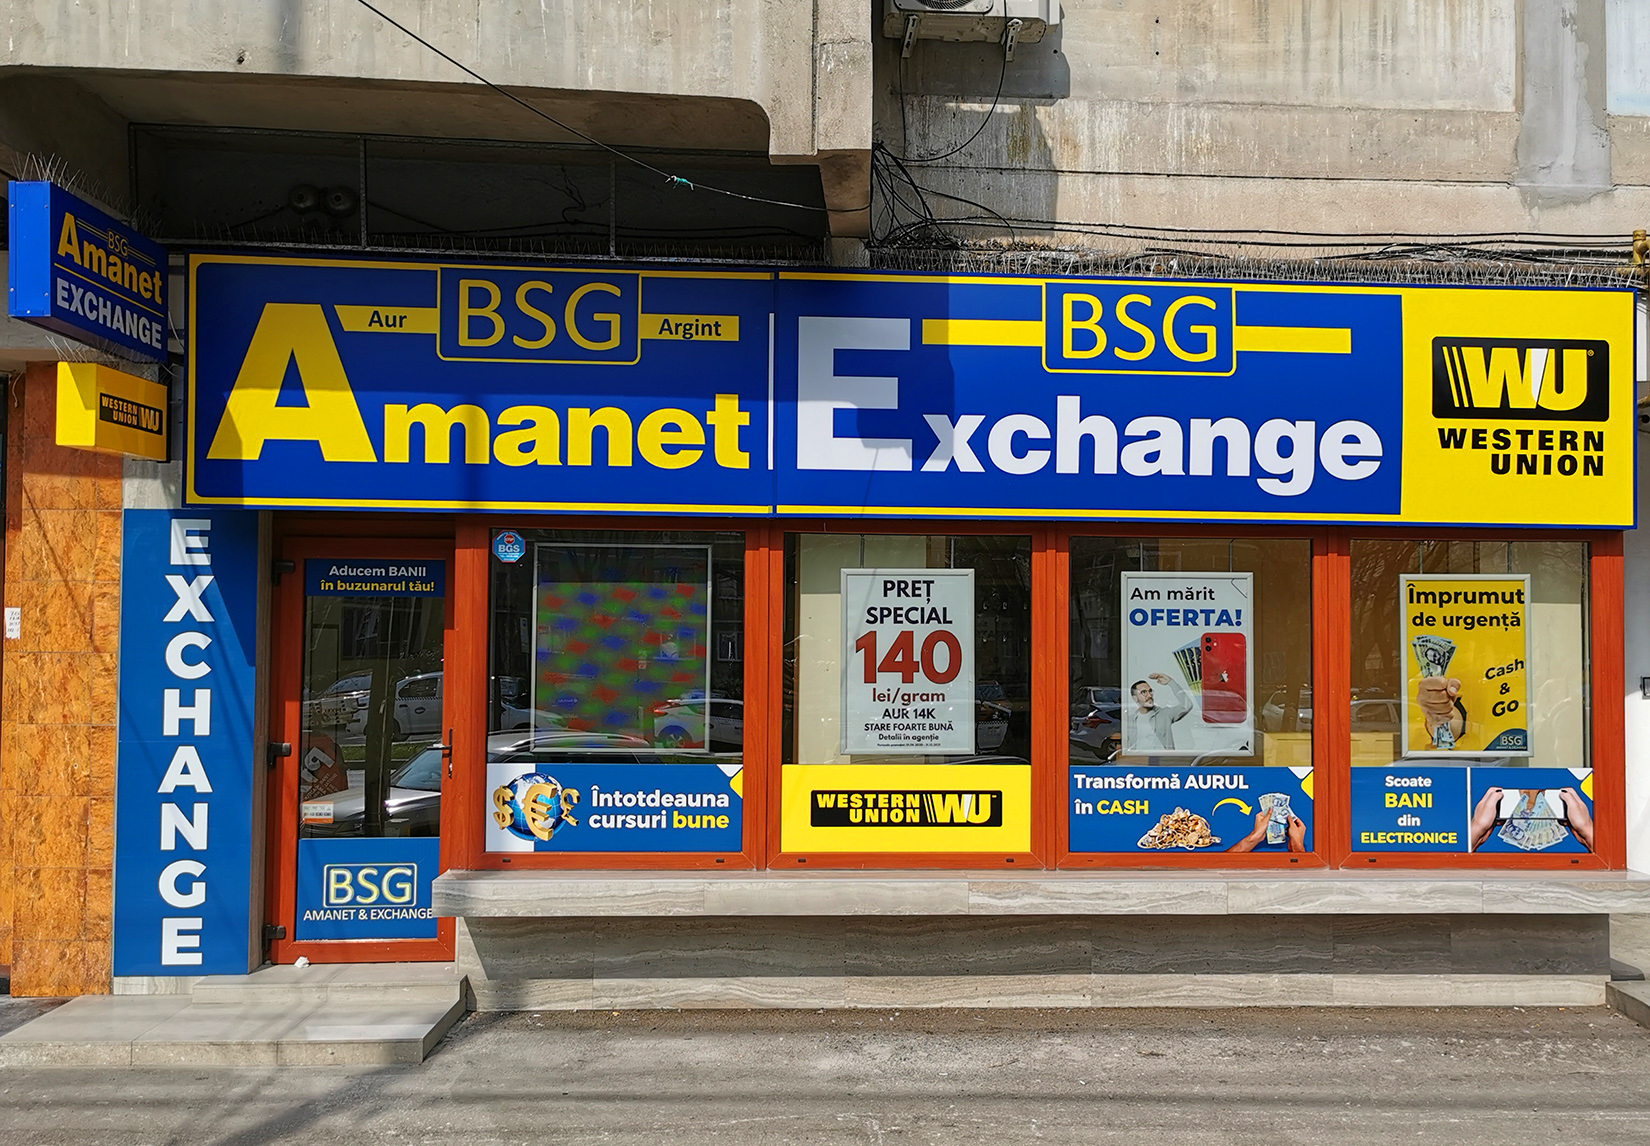 BSG
Amanet
EXCHANGE
WESTERN
UNION WU
Aur BSG Argint
Amanet
BSG
Exchange
WU
WESTERN
UNION
EXCHANGE
Aducem BANII
în buzunarul tău!
BSG
AMANET & EXCHANGE
BGS
Întotdeauna
cursuri bune
PREȚ
SPECIAL
140
lei/gram
AUR 14K
STARE FOARTE BUNĂ
Detalii în agenție
WESTERN
UNION WU
Am mărit
OFERTA!
Transformă AURUL
în CASH
Împrumut
de urgență
Cash
&
Go
BSG
Scoate
BANI
din
ELECTRONICE